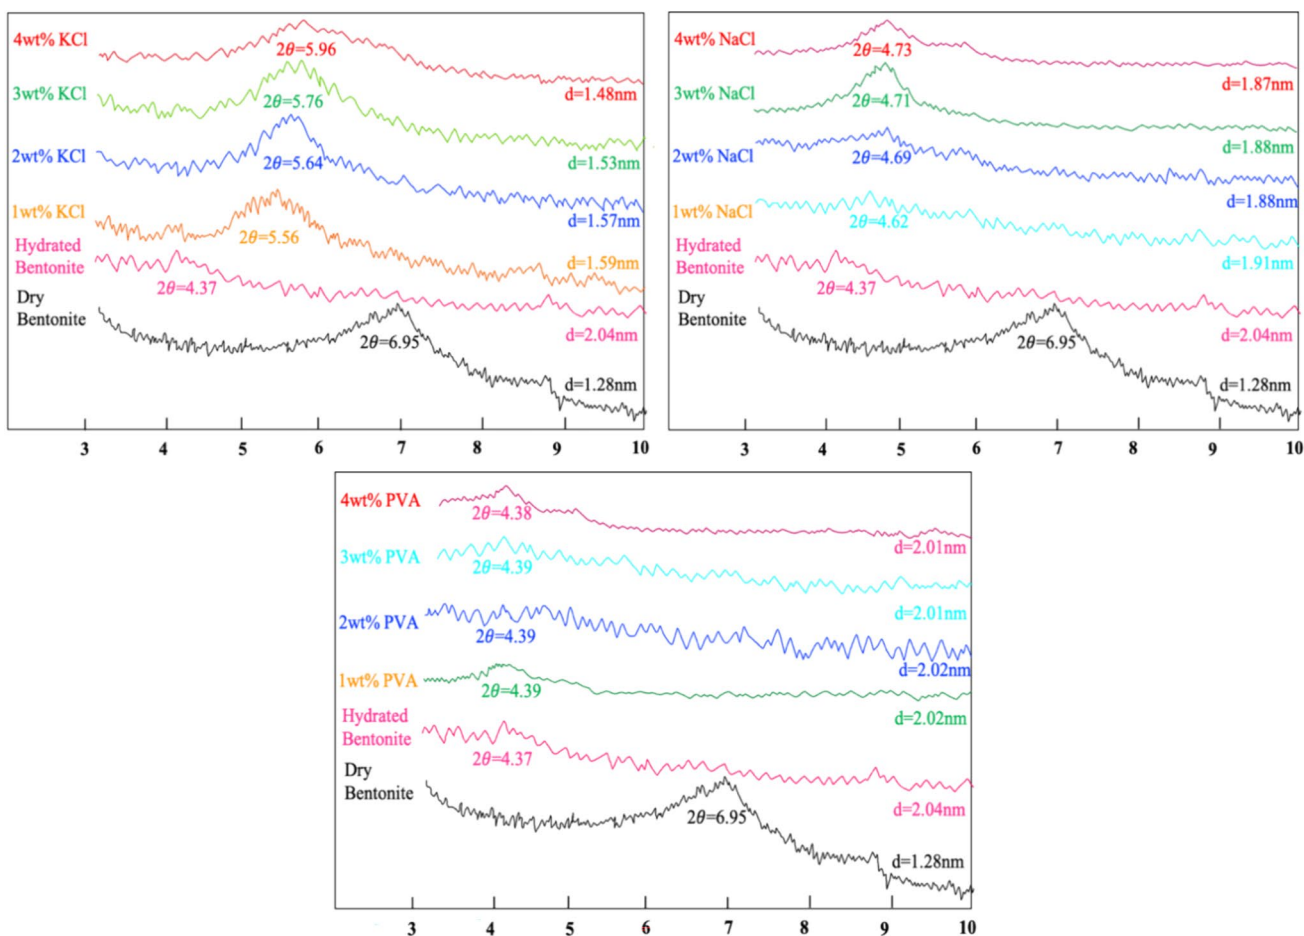 4wt% KCl
2θ=5.96
d=1.48nm
3wt% KCl
2θ=5.76
d=1.53nm
2wt% KCl
2θ=5.64
d=1.57nm
1wt% KCl
2θ=5.56
d=1.59nm
Hydrated
Bentonite
2θ=4.37
d=2.04nm
Dry
Bentonite
2θ=6.95
d=1.28nm
3 4 5 6 7 8 9 10
4wt% NaCl
2θ=4.73
d=1.87nm
3wt% NaCl
2θ=4.71
d=1.88nm
2wt% NaCl
2θ=4.69
d=1.88nm
1wt% NaCl
2θ=4.62
d=1.91nm
Hydrated
Bentonite
2θ=4.37
d=2.04nm
Dry
Bentonite
2θ=6.95
d=1.28nm
3 4 5 6 7 8 9 10
4wt% PVA
2θ=4.38
d=2.01nm
3wt% PVA
2θ=4.39
d=2.01nm
2wt% PVA
2θ=4.39
d=2.02nm
1wt% PVA
2θ=4.39
d=2.02nm
Hydrated
Bentonite
2θ=4.37
d=2.04nm
Dry
Bentonite
2θ=6.95
d=1.28nm
3 4 5 6 7 8 9 10